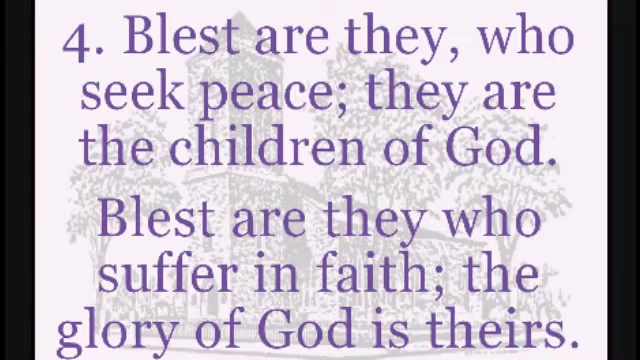 4. Blest are they, who
seek peace; they are
the children of God.
Blest are they who
suffer in faith; the
glory of God is theirs.